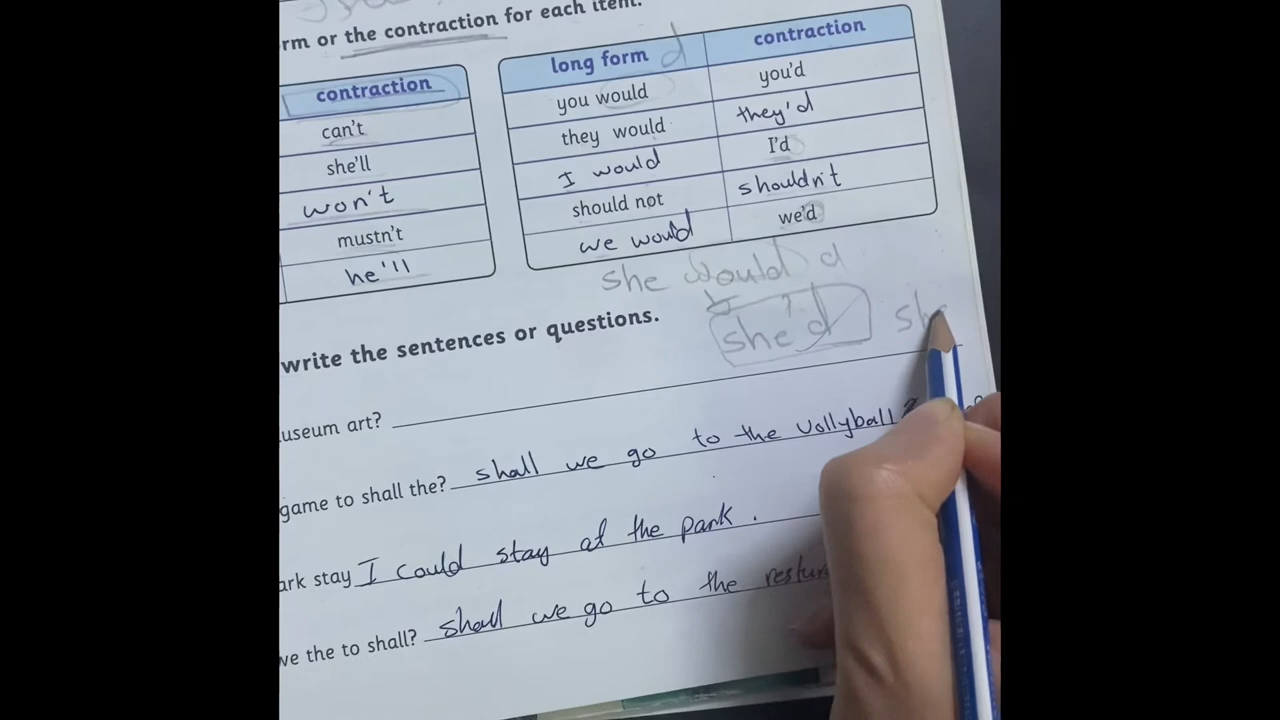 rm or the contraction for each item.
contraction
can't
she'll
won't
mustn't
he'll
long form d contraction
you would you'd
they would they'd
I would I'd
should not shouldn't
we would we'd
she would d
she'd sh
write the sentences or questions.
useum art?
game to shall the? shall we go to the vollyball
ark stay I could stay at the park.
we the to shall? shall we go to the restur